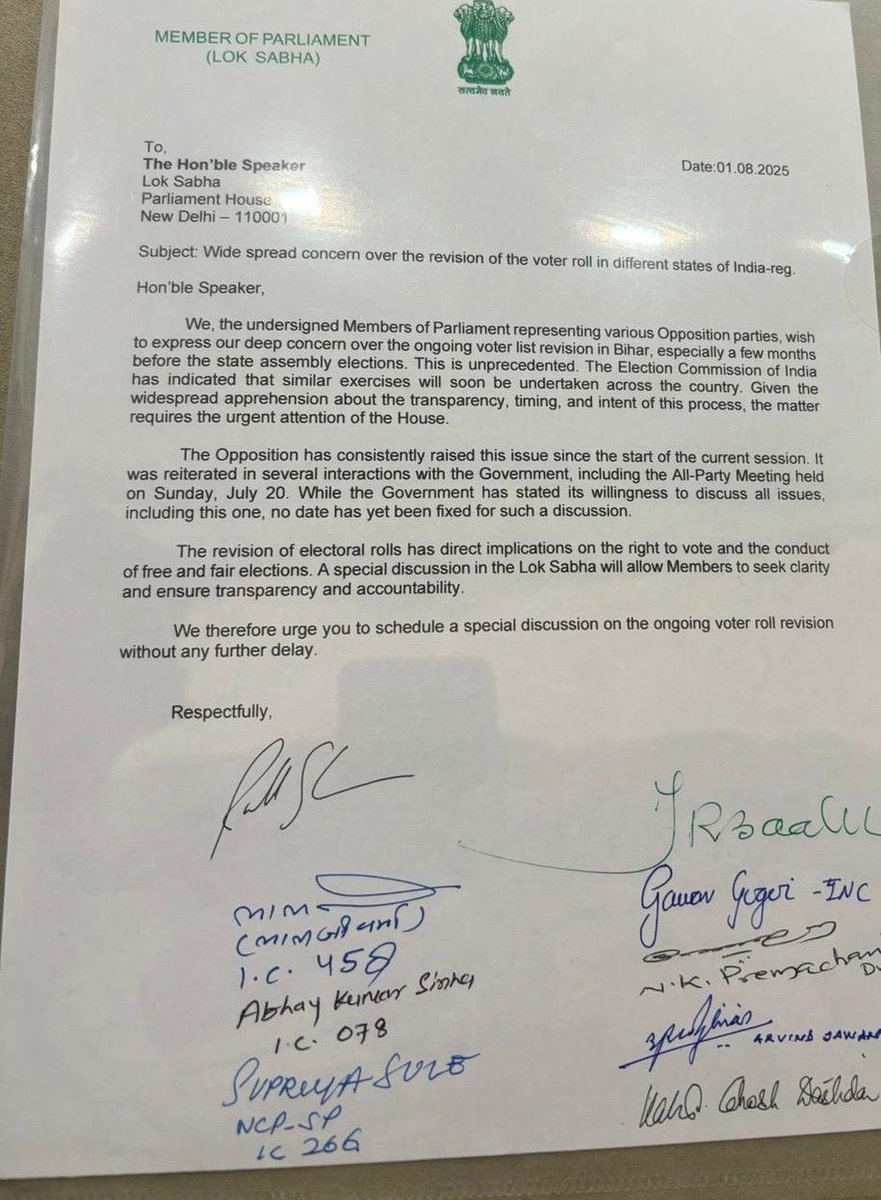 MEMBER OF PARLIAMENT
(LOK SABHA)
सत्यमेव जयते
To,
The Hon'ble Speaker
Lok Sabha
Parliament House
New Delhi – 110001
Date:01.08.2025
Subject: Wide spread concern over the revision of the voter roll in different states of India-reg.
Hon'ble Speaker,
We, the undersigned Members of Parliament representing various Opposition parties, wish
to express our deep concern over the ongoing voter list revision in Bihar, especially a few months
before the state assembly elections. This is unprecedented. The Election Commission of India
has indicated that similar exercises will soon be undertaken across the country. Given the
widespread apprehension about the transparency, timing, and intent of this process, the matter
requires the urgent attention of the House.
The Opposition has consistently raised this issue since the start of the current session. It
was reiterated in several interactions with the Government, including the All-Party Meeting held
on Sunday, July 20. While the Government has stated its willingness to discuss all issues,
including this one, no date has yet been fixed for such a discussion.
The revision of electoral rolls has direct implications on the right to vote and the conduct
of free and fair elections. A special discussion in the Lok Sabha will allow Members to seek clarity
and ensure transparency and accountability.
We therefore urge you to schedule a special discussion on the ongoing voter roll revision
without any further delay.
Respectfully,
TRBaalu
Gaurav Gogoi - INC
I.C. 458
N.K. Premachan
Abhay Kumar Sinha
I.C. 078
ARVIND SAWAN
SUPRIYA SULE
NCP-SP
IC 266